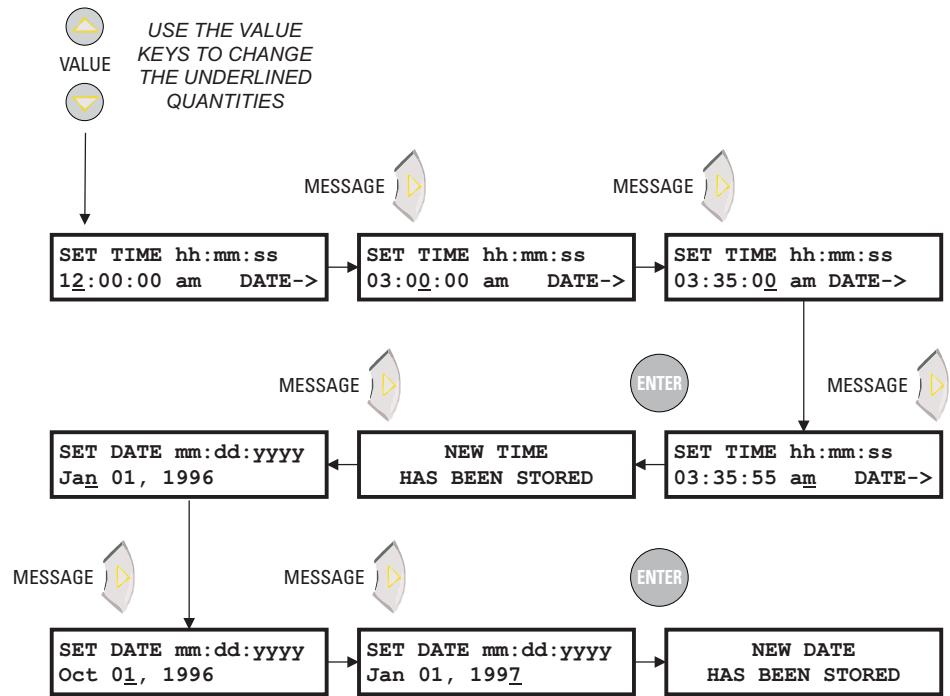 VALUE
USE THE VALUE
KEYS TO CHANGE
THE UNDERLINED
QUANTITIES
MESSAGE
MESSAGE
SET TIME hh:mm:ss
12:00:00 am DATE->
SET TIME hh:mm:ss
03:00:00 am DATE->
SET TIME hh:mm:ss
03:35:00 am DATE->
MESSAGE
ENTER
MESSAGE
SET DATE mm:dd:yyyy
Jan 01, 1996
NEW TIME
HAS BEEN STORED
SET TIME hh:mm:ss
03:35:55 am DATE->
MESSAGE
MESSAGE
ENTER
SET DATE mm:dd:yyyy
Oct 01, 1996
SET DATE mm:dd:yyyy
Jan 01, 1997
NEW DATE
HAS BEEN STORED